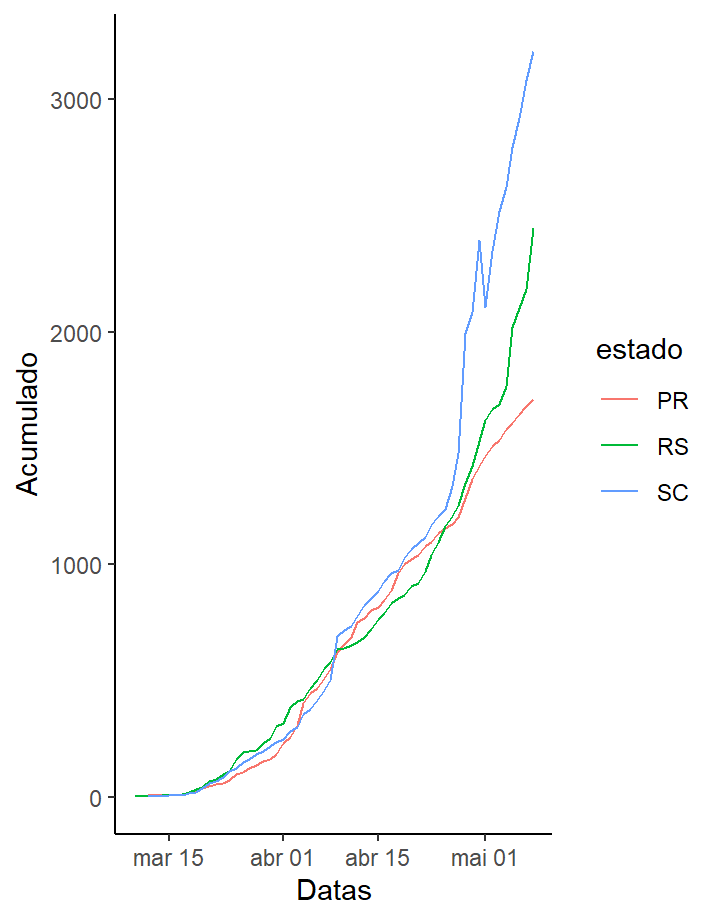 3000
2000
1000
0
Acumulado
mar 15
abr 01
abr 15
mai 01
Datas
estado
PR
RS
SC